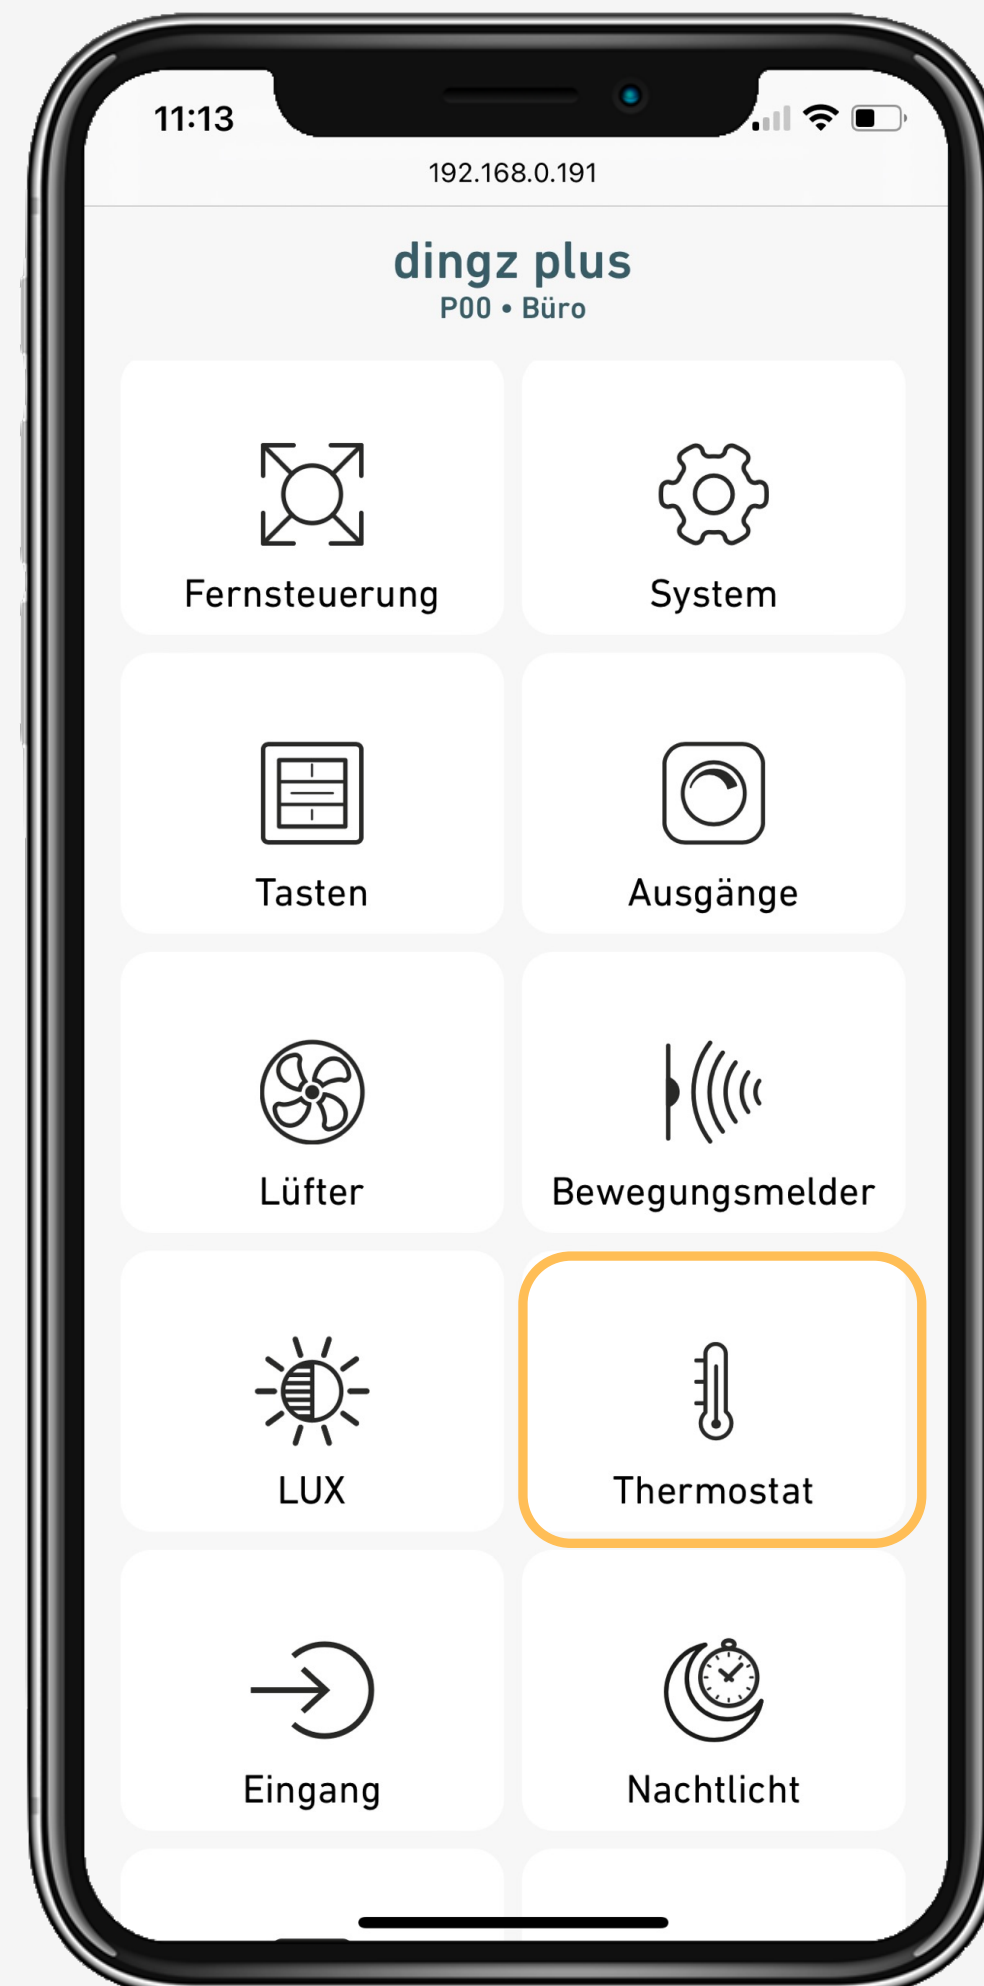 11:13
192.168.0.191
dingz plus
P00 • Büro
Fernsteuerung
System
Tasten
Ausgänge
Lüfter
Bewegungsmelder
LUX
Thermostat
Eingang
Nachtlicht